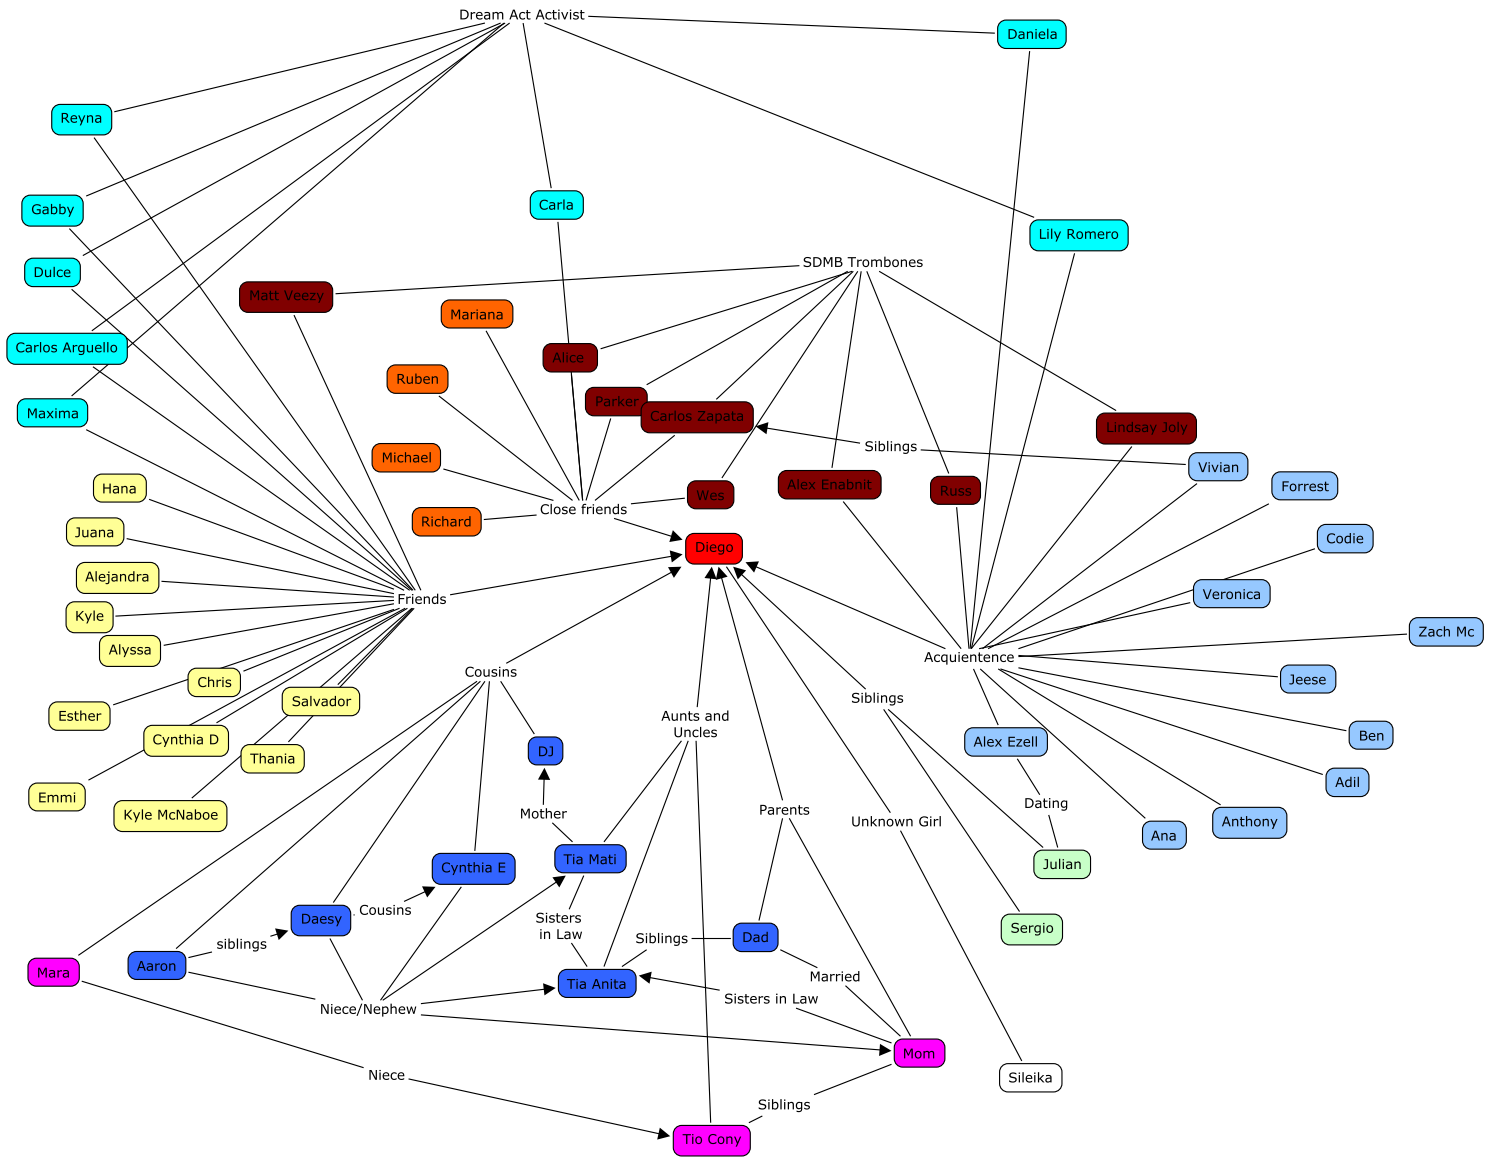 Dream Act Activist
Daniela
Reyna
Gabby
Carla
Lily Romero
Dulce
SDMB Trombones
Matt Veezy
Mariana
Carlos Arguello
Alice
Ruben
Parker
Carlos Zapata
Maxima
Lindsay Joly
Siblings
Michael
Vivian
Hana
Alex Enabnit
Russ
Forrest
Wes
Close friends
Richard
Juana
Codie
Diego
Alejandra
Veronica
Friends
Kyle
Zach Mc
Alyssa
Acquientence
Cousins
Chris
Jeese
Salvador
Siblings
Esther
Aunts and
Uncles
Cynthia D
Alex Ezell
Ben
DJ
Thania
Adil
Emmi
Dating
Kyle McNaboe
Mother
Parents
Unknown Girl
Anthony
Ana
Tia Mati
Cynthia E
Julian
Cousins
Daesy
Sisters
in Law
Sergio
siblings
Siblings
Dad
Aaron
Mara
Married
Tia Anita
Sisters in Law
Niece/Nephew
Mom
Niece
Sileika
Siblings
Tio Cony